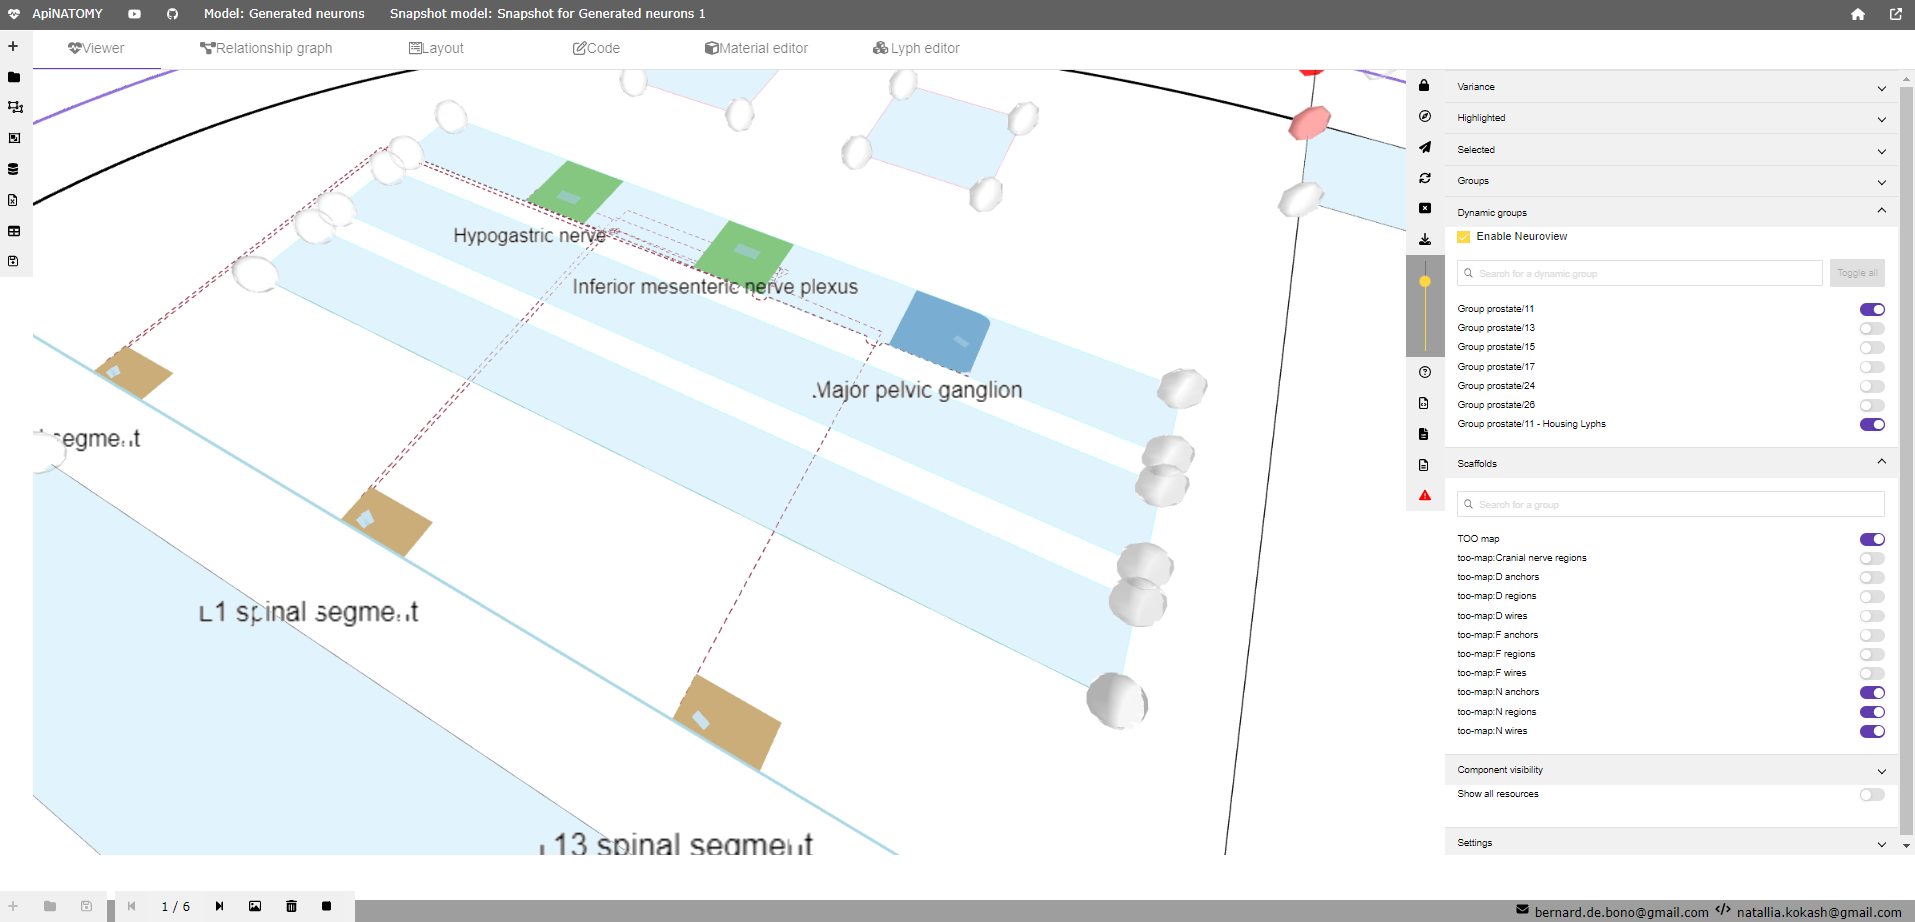 ApiNATOMY Model: Generated neurons Snapshot model: Snapshot for Generated neurons 1
Viewer Relationship graph Layout Code Material editor Lyph editor
Hypogastric nerve
Inferior mesenteric nerve plexus
Major pelvic ganglion
segment
L1 spinal segment
13 spinal segment
Variance
Highlighted
Selected
Groups
Dynamic groups
Enable Neuroview
Search for a dynamic group Toggle all
Group prostate/11
Group prostate/13
Group prostate/15
Group prostate/17
Group prostate/24
Group prostate/26
Group prostate/11 - Housing Lyphs
Scaffolds
Search for a group
TOO map
too-map:Cranial nerve regions
too-map:D anchors
too-map:D regions
too-map:D wires
too-map:F anchors
too-map:F regions
too-map:F wires
too-map:N anchors
too-map:N regions
too-map:N wires
Component visibility
Show all resources
Settings
1 / 6
bernard.de.bono@gmail.com natallia.kokash@gmail.com